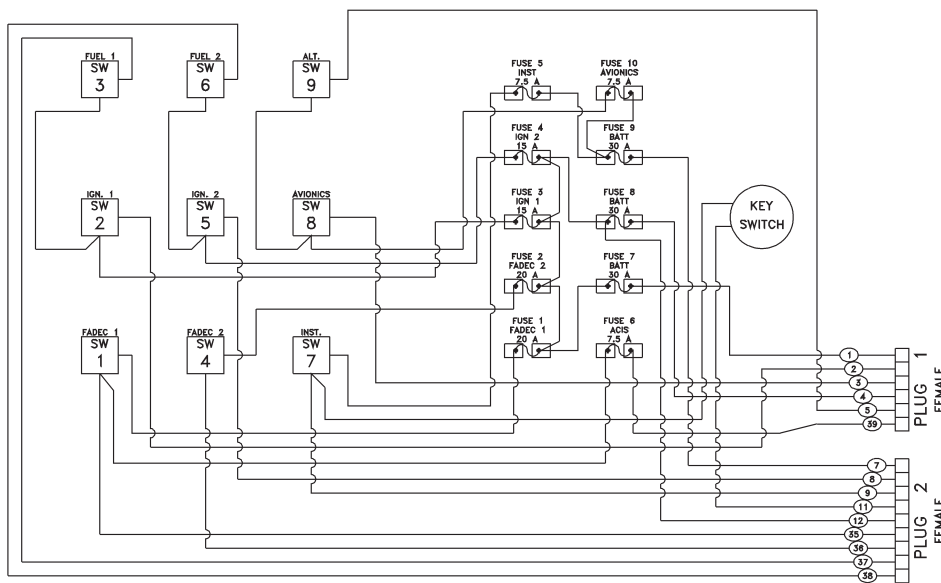 FUEL 1
SW
3
FUEL 2
SW
6
ALT.
SW
9
FUSE 5
INST
7.5 A
FUSE 10
AVIONICS
7.5 A
FUSE 4
IGN 2
15 A
FUSE 9
BATT
30 A
IGN. 1
SW
2
IGN. 2
SW
5
AVIONICS
SW
8
FUSE 3
IGN 1
15 A
FUSE 8
BATT
30 A
KEY
SWITCH
FUSE 2
FADEC 2
20 A
FUSE 7
BATT
30 A
FADEC 1
SW
1
FADEC 2
SW
4
INST.
SW
7
FUSE 1
FADEC 1
20 A
FUSE 6
ACIS
7.5 A
1
2
3
4
5
39
PLUG 1
FEMALE
7
8
9
11
12
35
36
37
38
PLUG 2
FEMALE